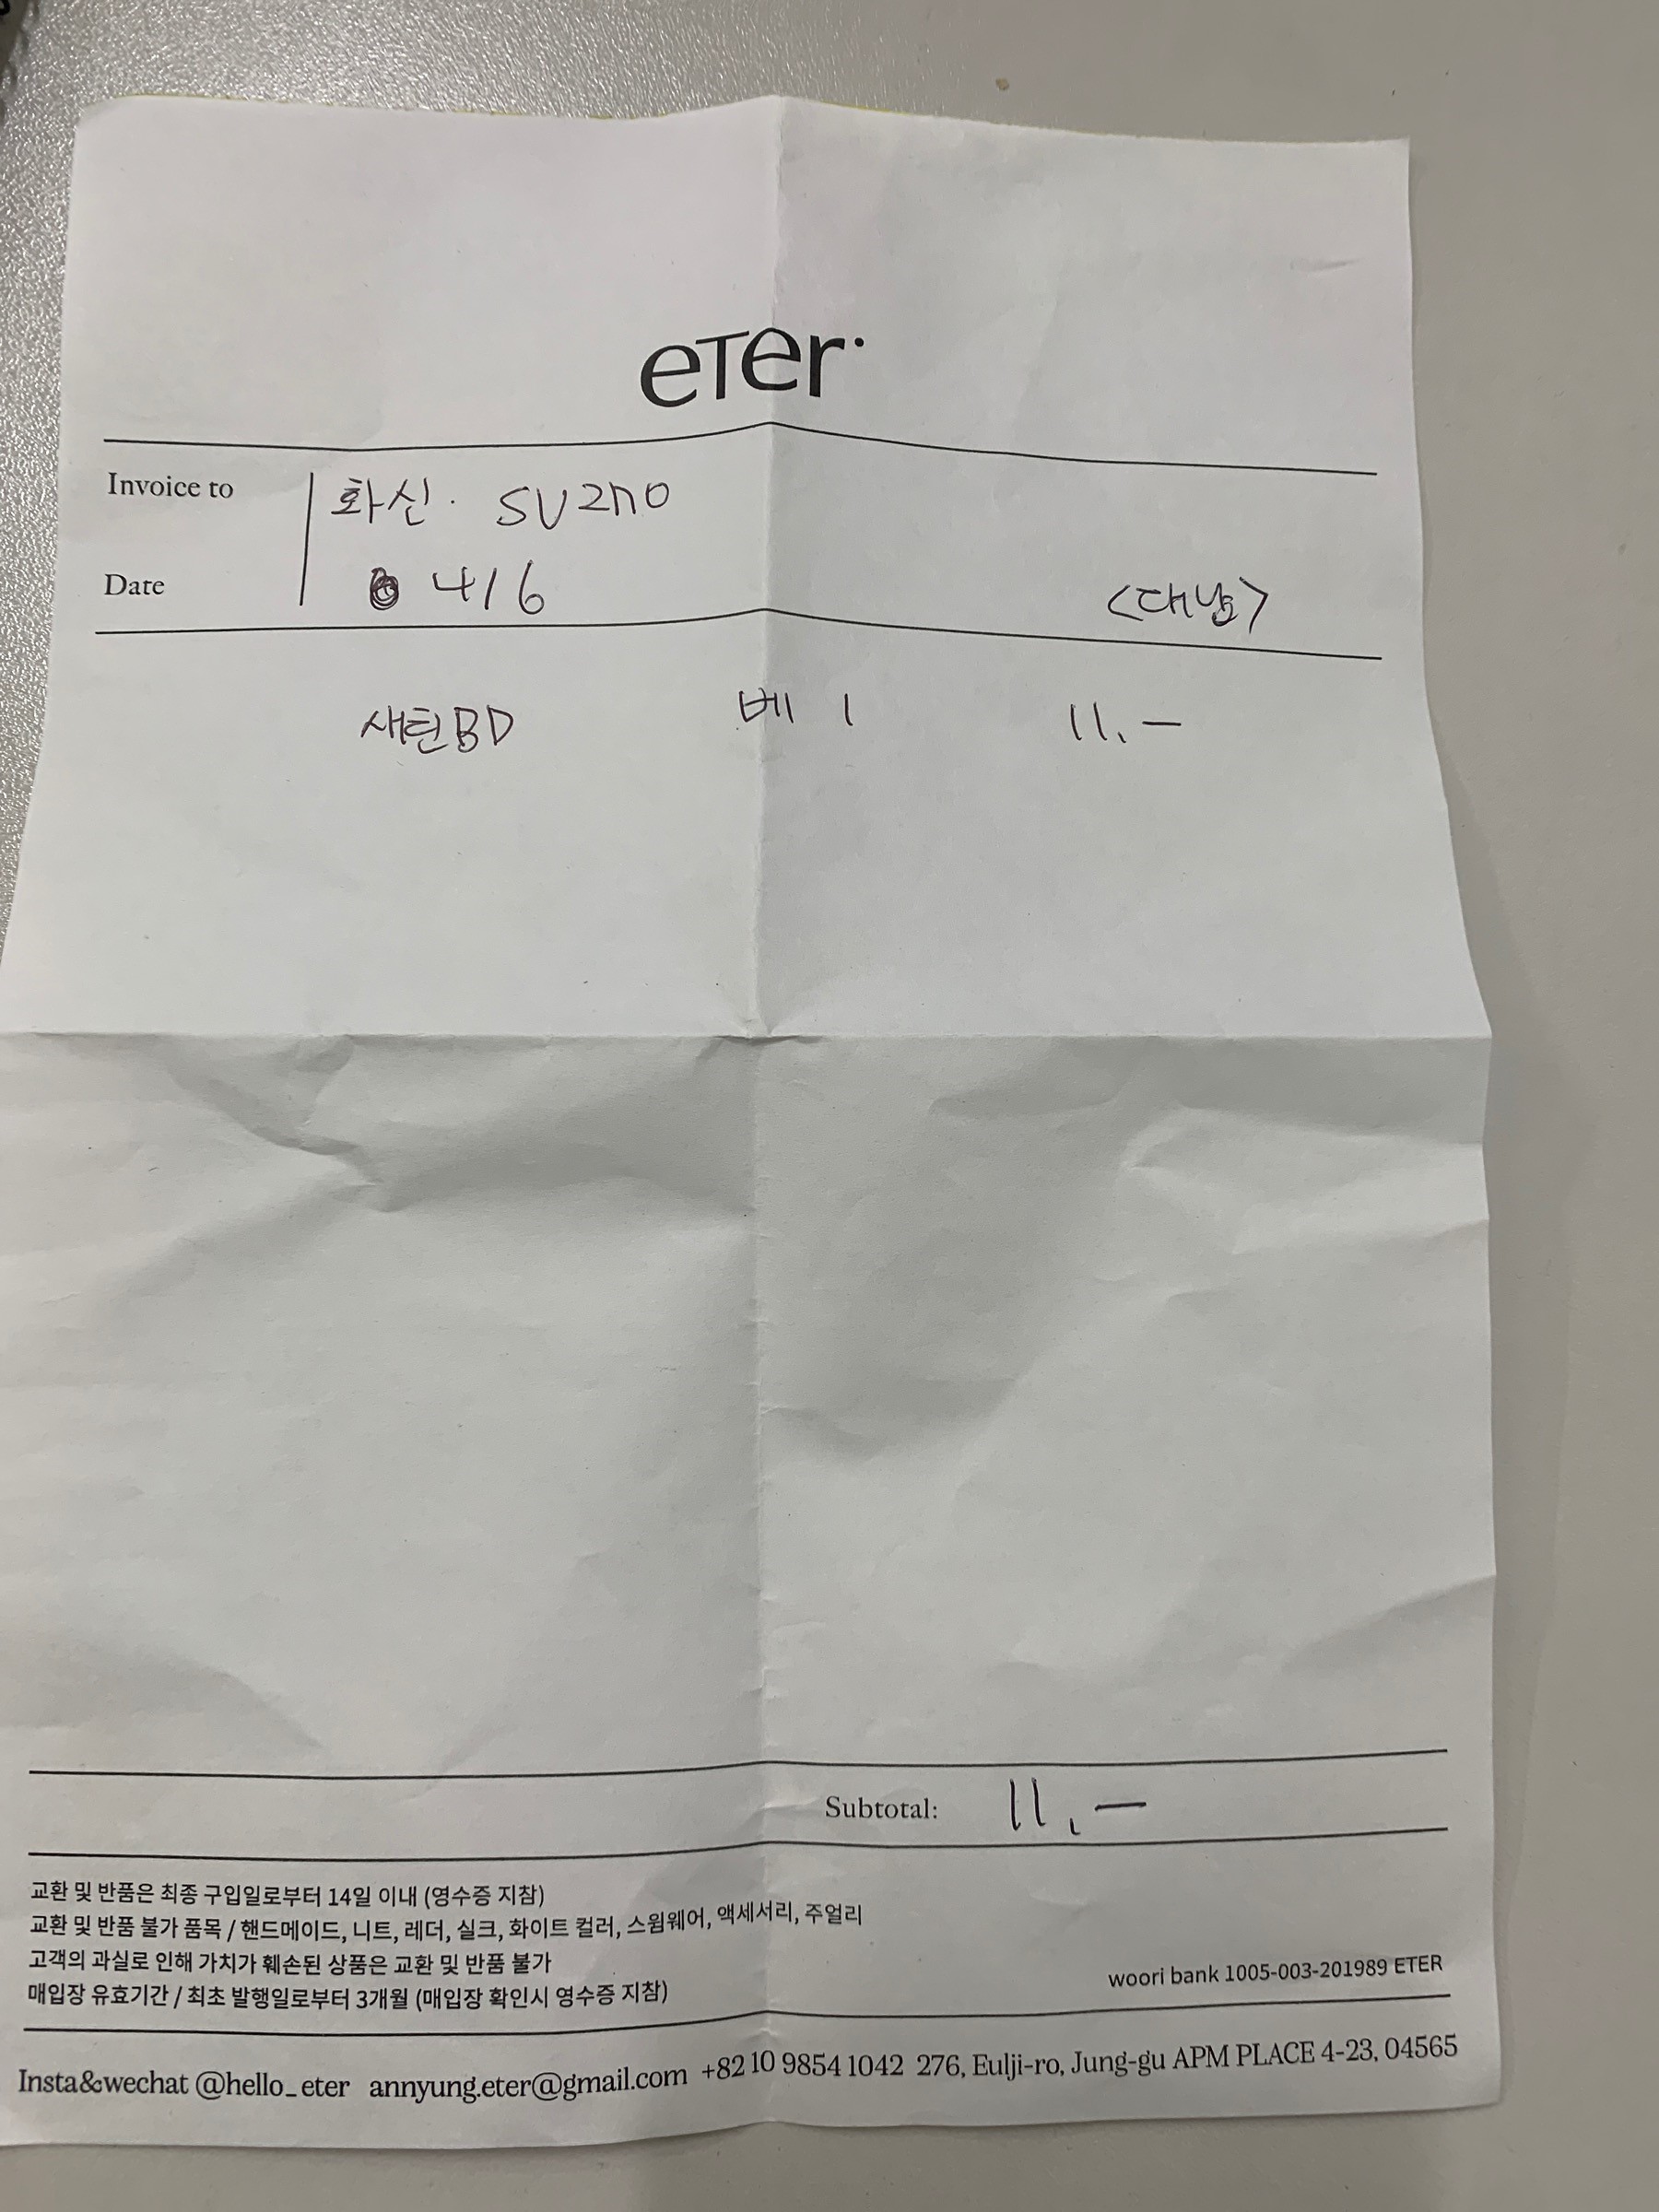 eTer
Invoice to 화신. SU2nO
Date 416
<대납>
새틴BD 베 1 11.-
Subtotal: 11.-
교환 및 반품은 최종 구입일로부터 14일 이내 (영수증 지참)
교환 및 반품 불가 품목 / 핸드메이드, 니트, 레더, 실크, 화이트 컬러, 스윔웨어, 액세서리, 주얼리
고객의 과실로 인해 가치가 훼손된 상품은 교환 및 반품 불가
매입장 유효기간 / 최초 발행일로부터 3개월 (매입장 확인시 영수증 지참)
woori bank 1005-003-201989 ETER
Insta&wechat @hello_eter annyung.eter@gmail.com +82 10 9854 1042 276, Eulji-ro, Jung-gu APM PLACE 4-23, 04565